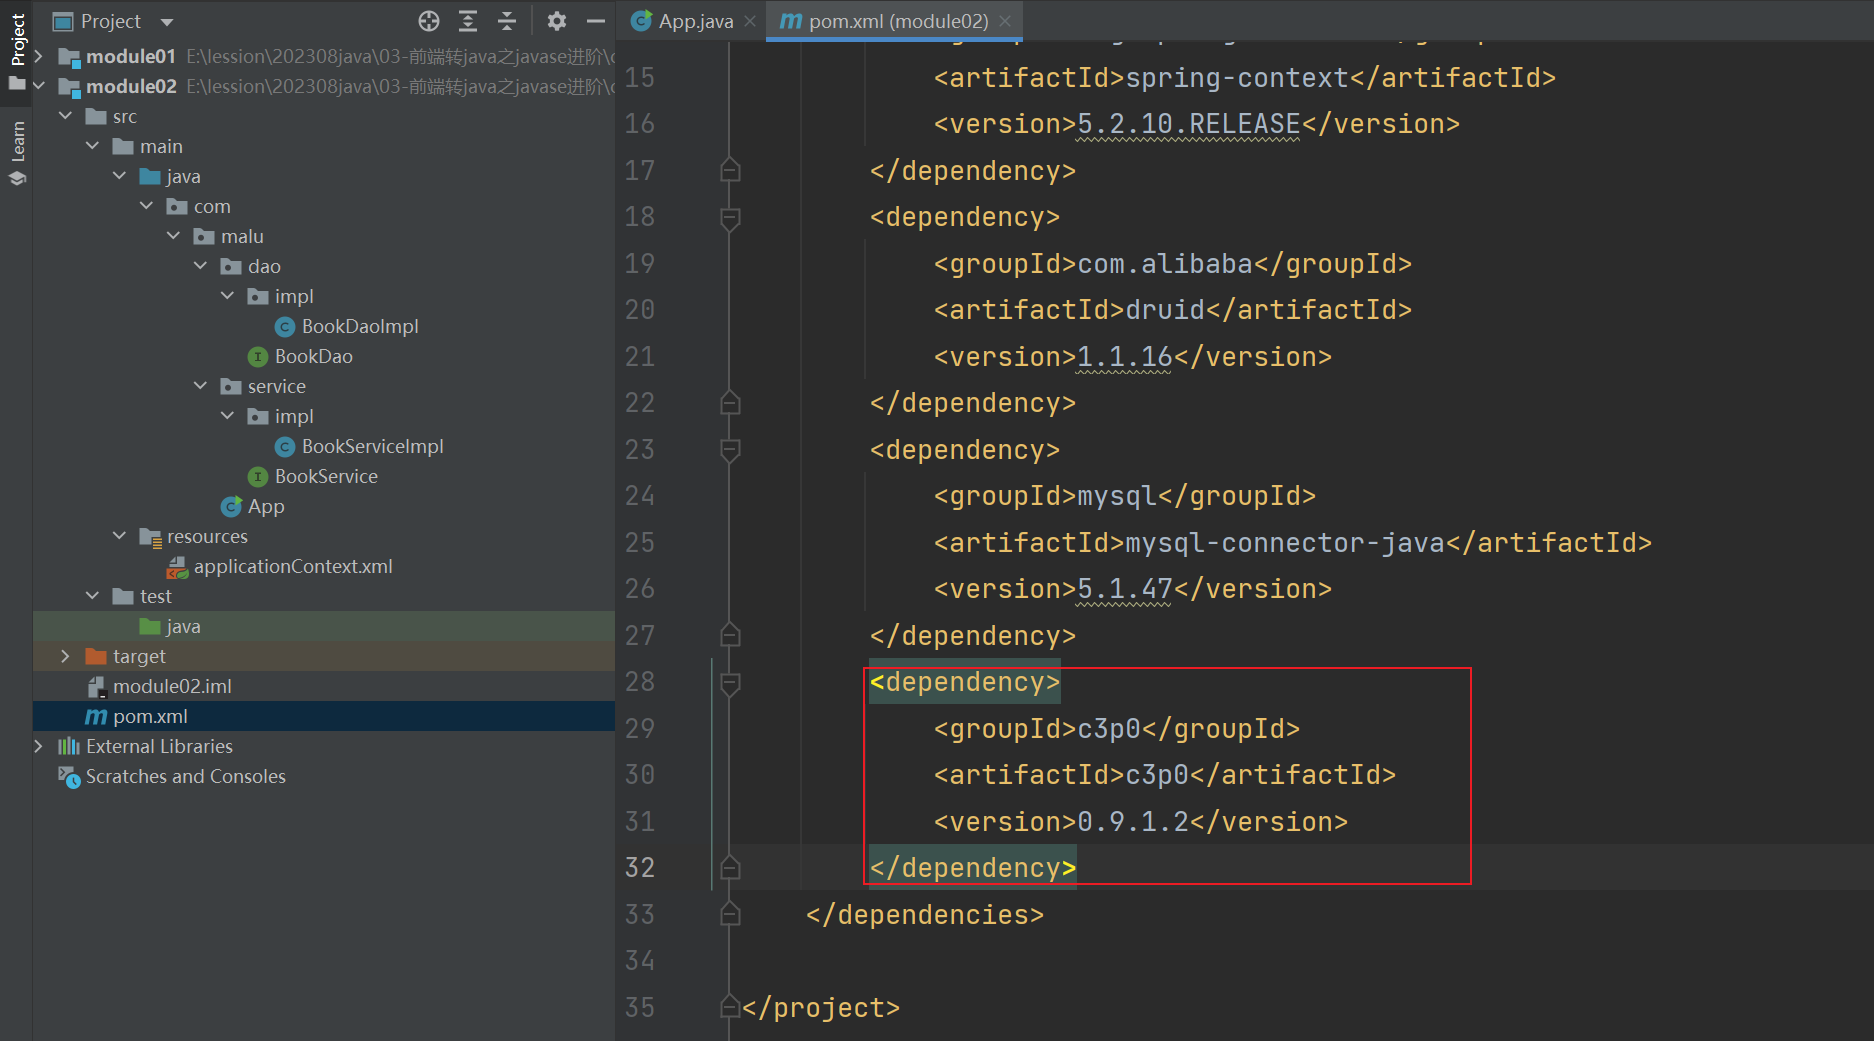 Project
Learn
Project
module01 E:\lession\202308java\03-前端转java之javase进阶\
module02 E:\lession\202308java\03-前端转java之javase进阶\
src
main
java
com
malu
dao
impl
BookDaoImpl
BookDao
service
impl
BookServiceImpl
BookService
App
resources
applicationContext.xml
test
java
target
module02.iml
pom.xml
External Libraries
Scratches and Consoles
App.java
pom.xml (module02)
15 <artifactId>spring-context</artifactId>
16 <version>5.2.10.RELEASE</version>
17 </dependency>
18 <dependency>
19 <groupId>com.alibaba</groupId>
20 <artifactId>druid</artifactId>
21 <version>1.1.16</version>
22 </dependency>
23 <dependency>
24 <groupId>mysql</groupId>
25 <artifactId>mysql-connector-java</artifactId>
26 <version>5.1.47</version>
27 </dependency>
28 <dependency>
29 <groupId>c3p0</groupId>
30 <artifactId>c3p0</artifactId>
31 <version>0.9.1.2</version>
32 </dependency>
33 </dependencies>
34
35 </project>